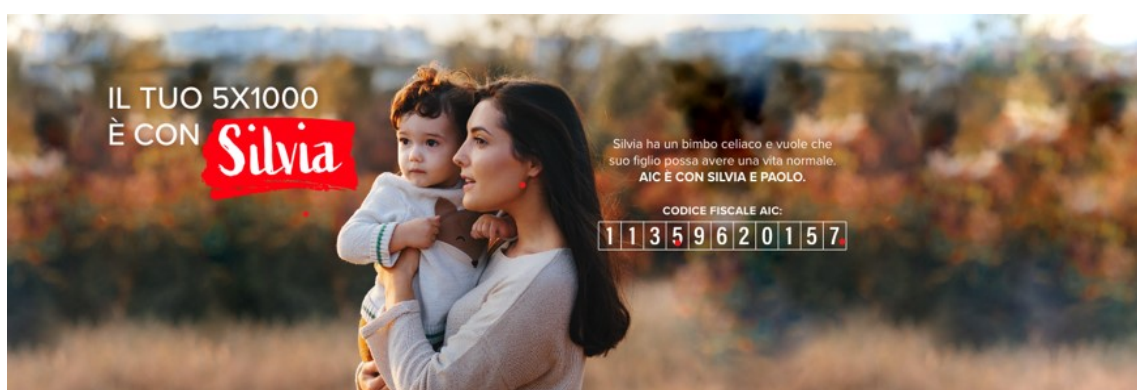 IL TUO 5X1000
È CON Silvia
Silvia ha un bimbo celiaco e vuole che
suo figlio possa avere una vita normale.
AIC È CON SILVIA E PAOLO.
CODICE FISCALE AIC:
11359620157